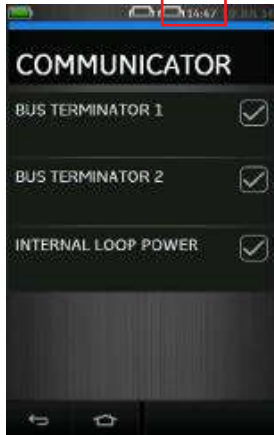 14:47
COMMUNICATOR
BUS TERMINATOR 1
BUS TERMINATOR 2
INTERNAL LOOP POWER